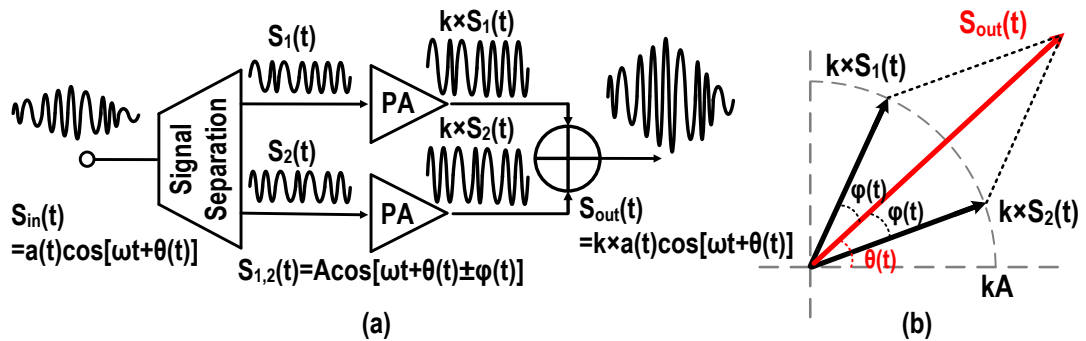 S₁(t)
k×S₁(t)
PA
Signal
Separation
S₂(t)
k×S₂(t)
PA
Sᵢₙ(t)
=a(t)cos[ωt+θ(t)]
S₁,₂(t)=Acos[ωt+θ(t)±φ(t)]
Sₒᵤₜ(t)
=k×a(t)cos[ωt+θ(t)]
(a)
Sₒᵤₜ(t)
k×S₁(t)
φ(t)
φ(t)
k×S₂(t)
θ(t)
kA
(b)